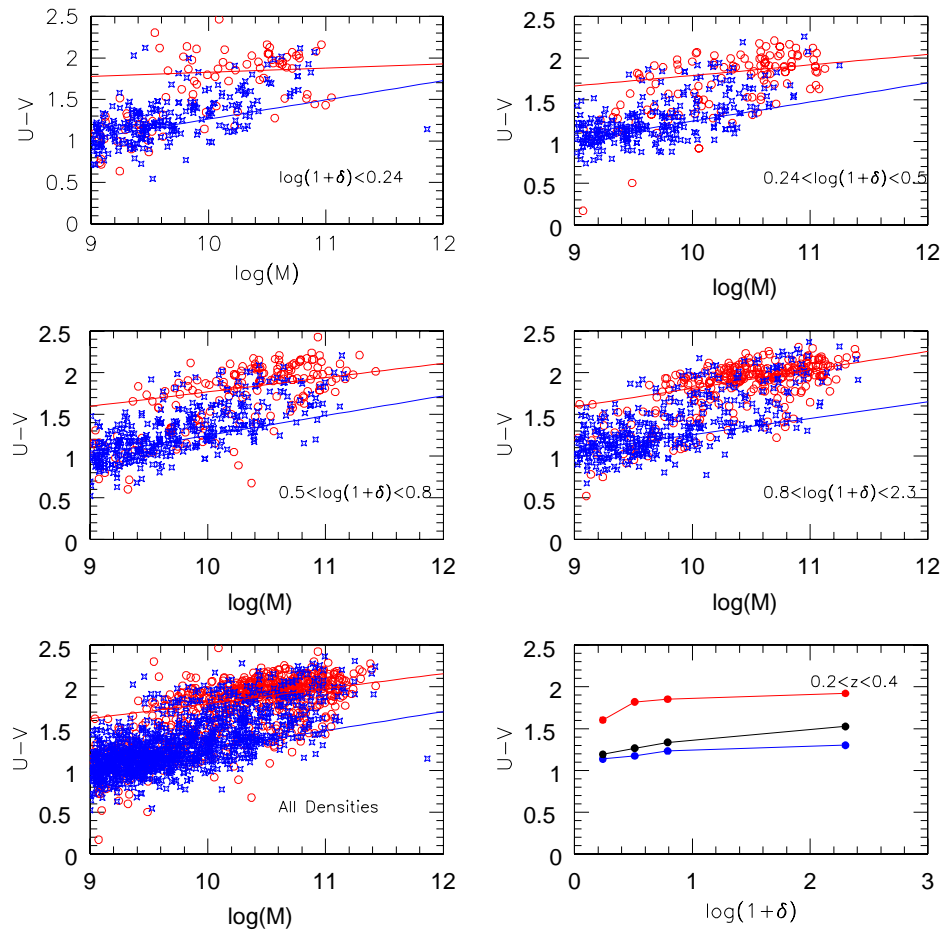 2.5
2
1.5
1
0.5
0
U−V
log(1+δ)<0.24
9 10 11 12
log(M)
2.5
2
1.5
1
0.5
0
U−V
0.24<log(1+δ)<0.5
9 10 11 12
log(M)
2.5
2
1.5
1
0.5
0
U−V
0.5<log(1+δ)<0.8
9 10 11 12
log(M)
2.5
2
1.5
1
0.5
0
U−V
0.8<log(1+δ)<2.3
9 10 11 12
log(M)
2.5
2
1.5
1
0.5
0
U−V
All Densities
9 10 11 12
log(M)
2.5
2
1.5
1
0.5
0
U−V
0.2<z<0.4
0 1 2 3
log(1+δ)